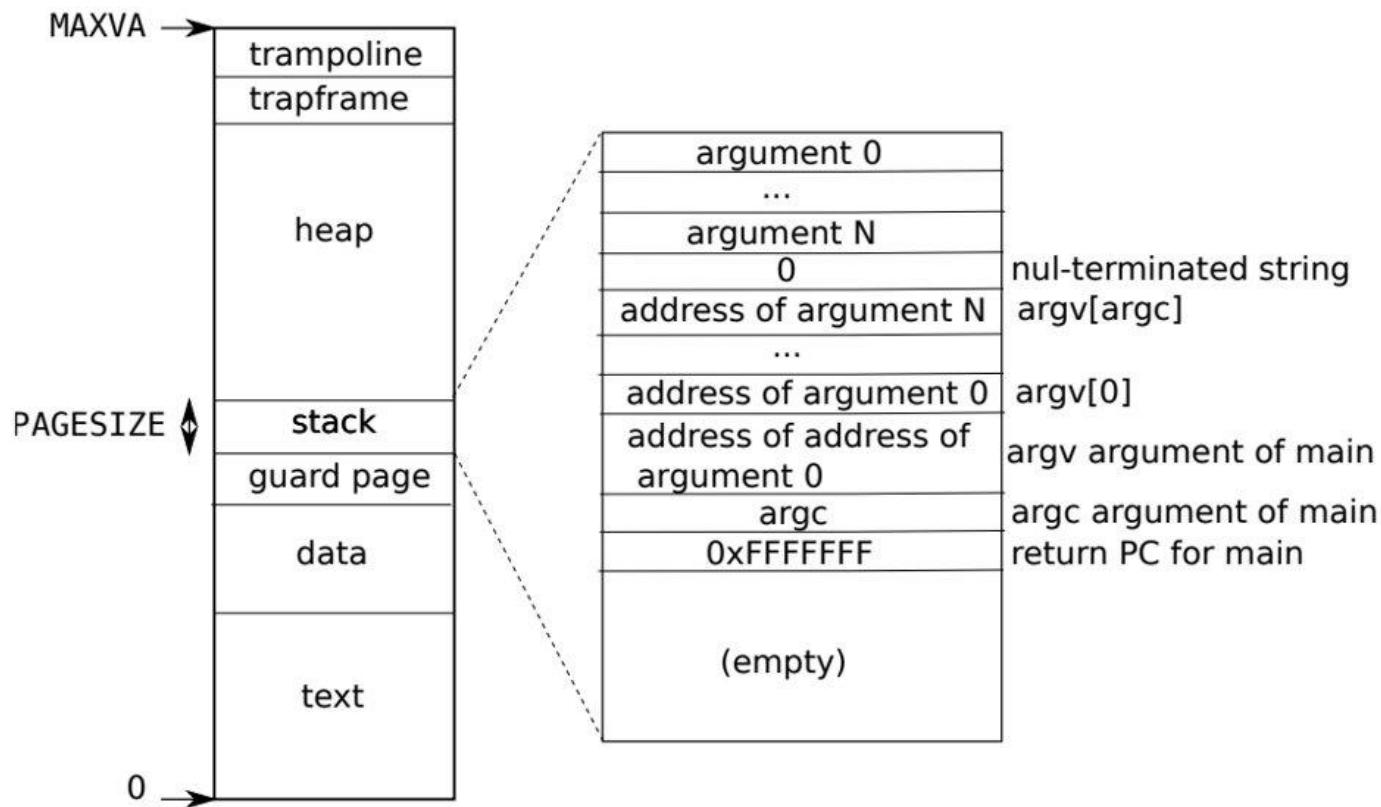 MAXVA
trampoline
trapframe
heap
PAGESIZE
stack
guard page
data
text
0
argument 0
...
argument N
0
nul-terminated string
address of argument N
argv[argc]
...
address of argument 0
argv[0]
address of address of
argument 0
argv argument of main
argc
argc argument of main
0xFFFFFFF
return PC for main
(empty)